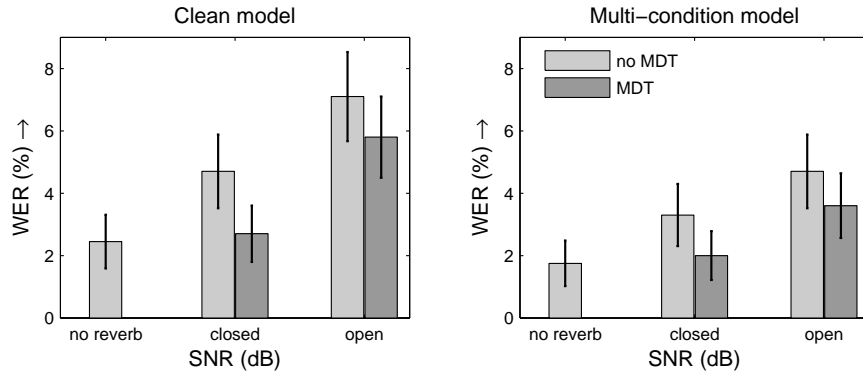 Clean model
WER (%) →
8
6
4
2
0
no reverb closed open
SNR (dB)
Multi−condition model
no MDT
MDT
WER (%) →
8
6
4
2
0
no reverb closed open
SNR (dB)